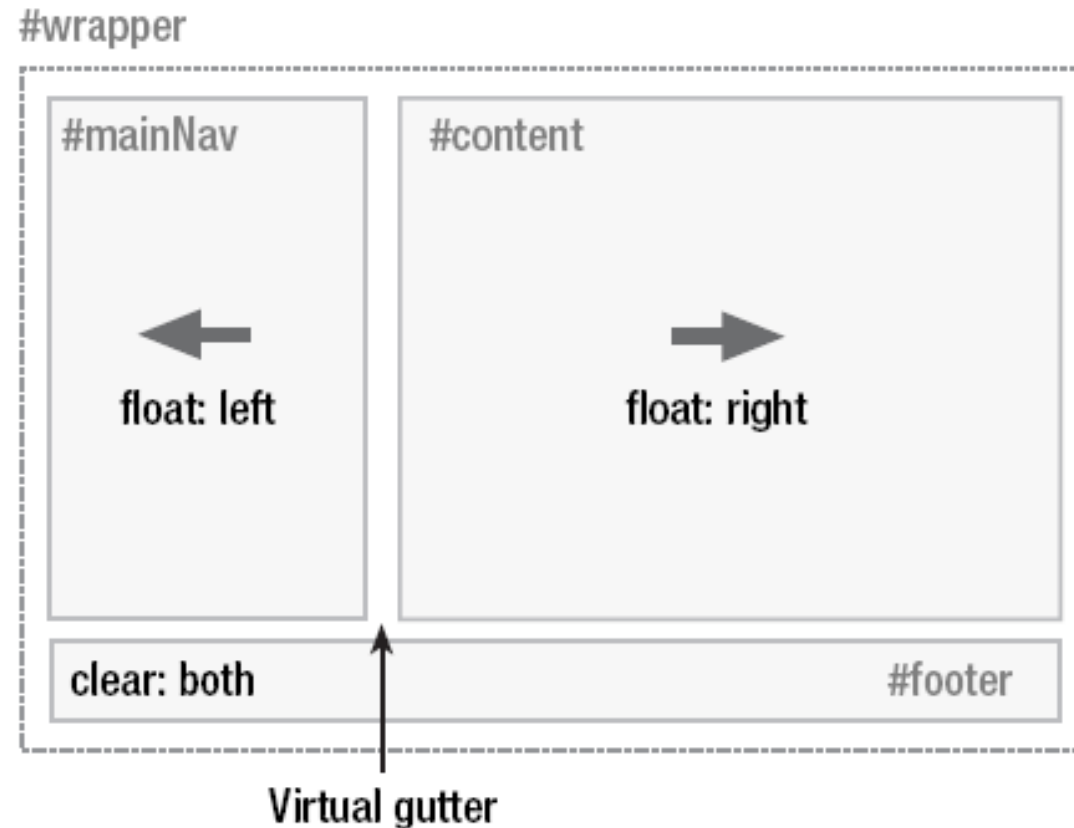 #wrapper
#mainNav
#content
float: left
float: right
clear: both
#footer
Virtual gutter